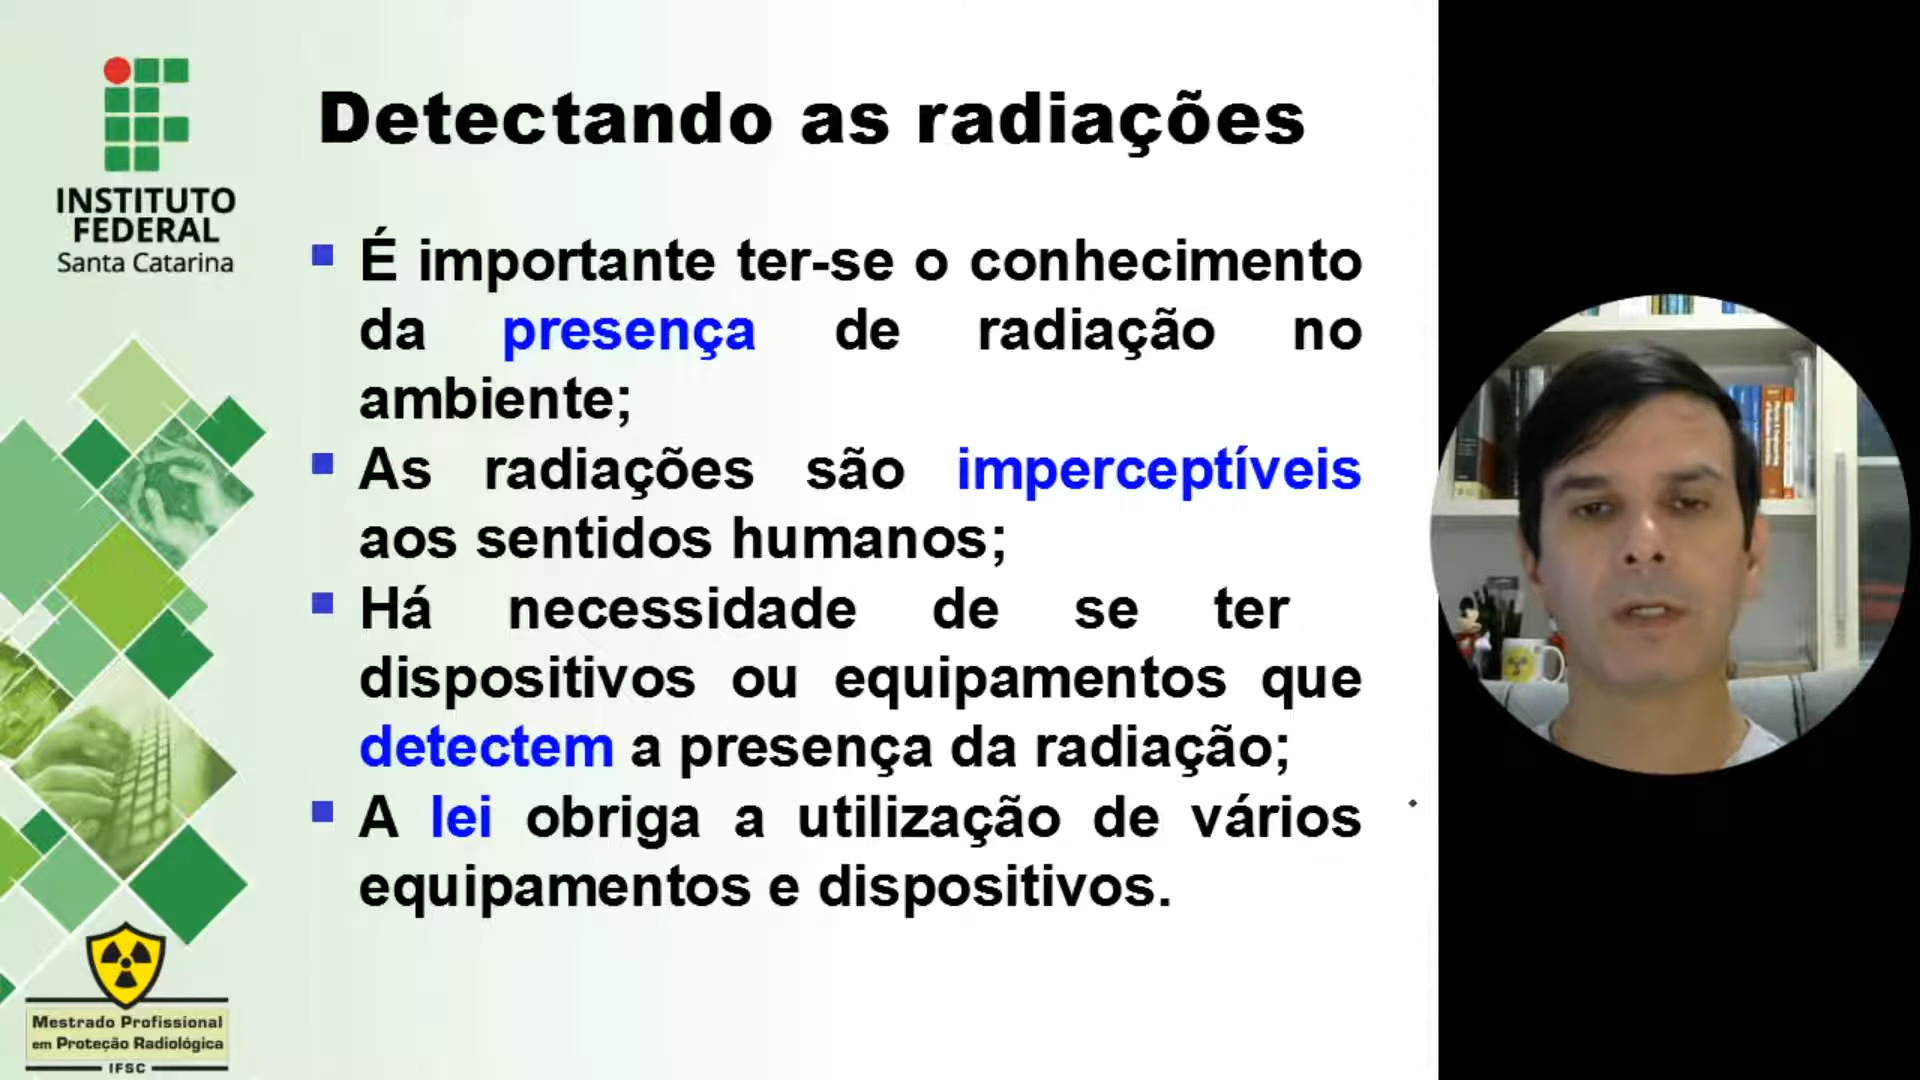 INSTITUTO
FEDERAL
Santa Catarina
Detectando as radiações
É importante ter-se o conhecimento
da presença de radiação no
ambiente;
As radiações são imperceptíveis
aos sentidos humanos;
Há necessidade de se ter
dispositivos ou equipamentos que
detectem a presença da radiação;
A lei obriga a utilização de vários
equipamentos e dispositivos.
Mestrado Profissional
em Proteção Radiológica
IFSC